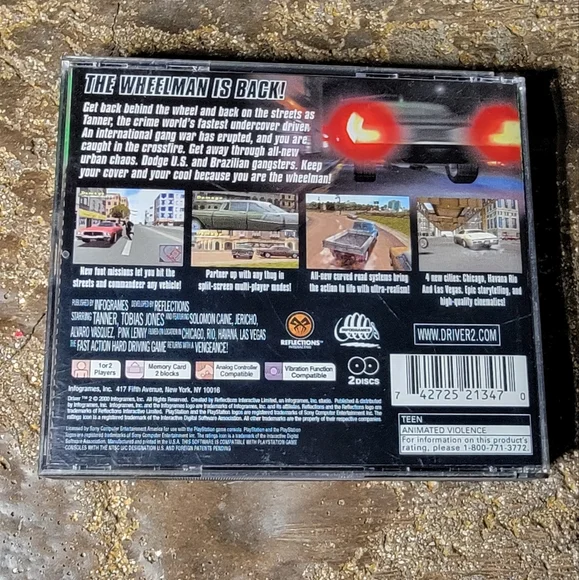 THE WHEELMAN IS BACK!
Get back behind the wheel and back on the streets as
Tanner, the crime world's fastest undercover driver.
An international gang war has erupted, and you are
caught in the crossfire. Get away through all-new
urban chaos. Dodge U.S. and Brazilian gangsters. Keep
your cover and your cool because you are the wheelman!
New foot missions let you hit the
streets and commandeer any vehicle!
Partner up with any thug in
split-screen multi-player modes!
All-new curved road systems bring
the action to life with ultra-realism!
4 new cities: Chicago, Havana Rio
And Las Vegas. Epic storytelling, and
high-quality cinematics!
PUBLISHED BY INFOGRAMES DEVELOPED BY REFLECTIONS
STARRING TANNER, TOBIAS JONES AND FEATURING SOLOMON CAINE, JERICHO,
ALVARO VASQUEZ, PINK LENNY FILMED ON LOCATION IN CHICAGO, RIO, HAVANA, LAS VEGAS
THE FAST ACTION HARD DRIVING GAME RETURNS WITH A VENGEANCE!
REFLECTIONS
INTERACTIVE
INFOGRAMES
WWW.DRIVER2.COM
1 or 2
Players
Memory Card
2 blocks
Analog Control
Compatible
Vibration Function
Compatible
2 DISCS
7 42725 21347 0
Infogrames, Inc. 417 Fifth Avenue, New York, NY 10016
TEEN
ANIMATED VIOLENCE
For information on this product's
rating, please 1-800-771-3772.